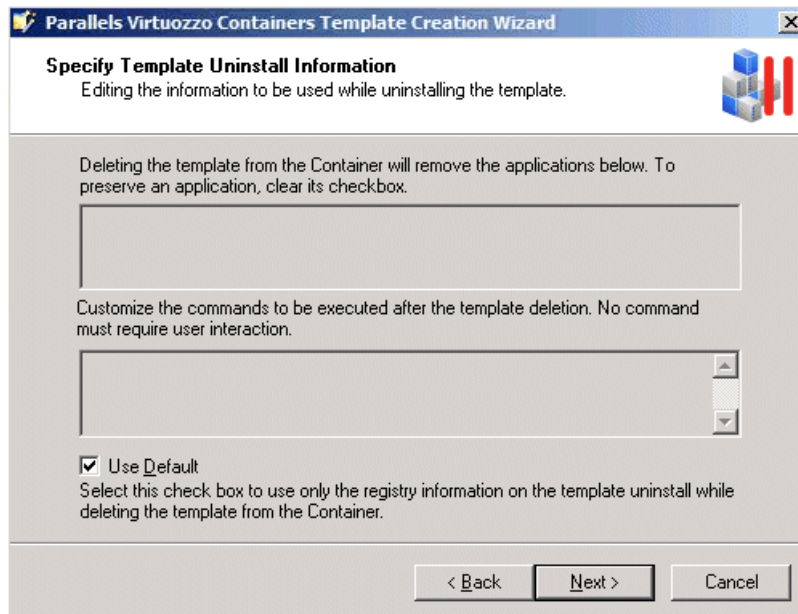 Parallels Virtuozzo Containers Template Creation Wizard
Specify Template Uninstall Information
Editing the information to be used while uninstalling the template.
Deleting the template from the Container will remove the applications below. To
preserve an application, clear its checkbox.
Customize the commands to be executed after the template deletion. No command
must require user interaction.
Use Default
Select this check box to use only the registry information on the template uninstall while
deleting the template from the Container.
< Back Next > Cancel